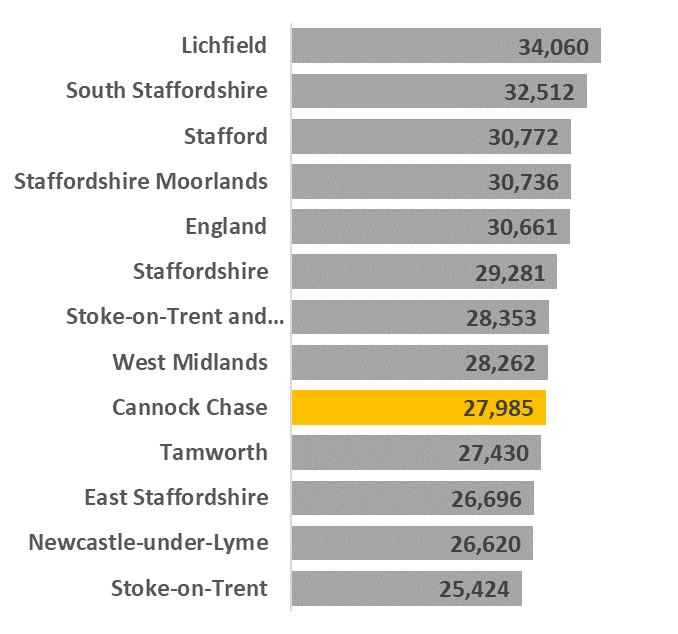 Lichfield 34,060
South Staffordshire 32,512
Stafford 30,772
Staffordshire Moorlands 30,736
England 30,661
Staffordshire 29,281
Stoke-on-Trent and... 28,353
West Midlands 28,262
Cannock Chase 27,985
Tamworth 27,430
East Staffordshire 26,696
Newcastle-under-Lyme 26,620
Stoke-on-Trent 25,424